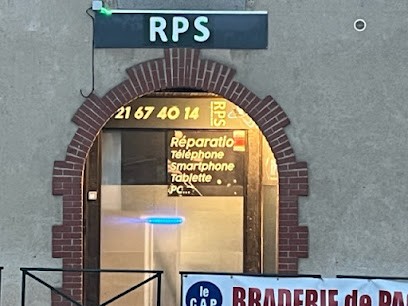 RPS
21 67 40 14
RPS
Réparatio
Téléphone
Smartphone
Tablette
PC...
le
CAP
BRADERIE de PA